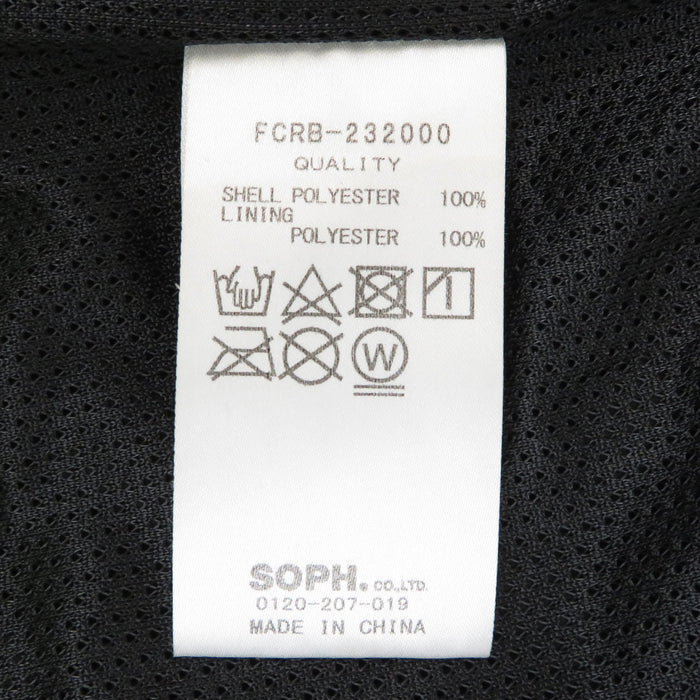 FCRB-232000
QUALITY
SHELL POLYESTER 100%
LINING
POLYESTER 100%
W
SOPH. CO.,LTD.
0120-207-019
MADE IN CHINA